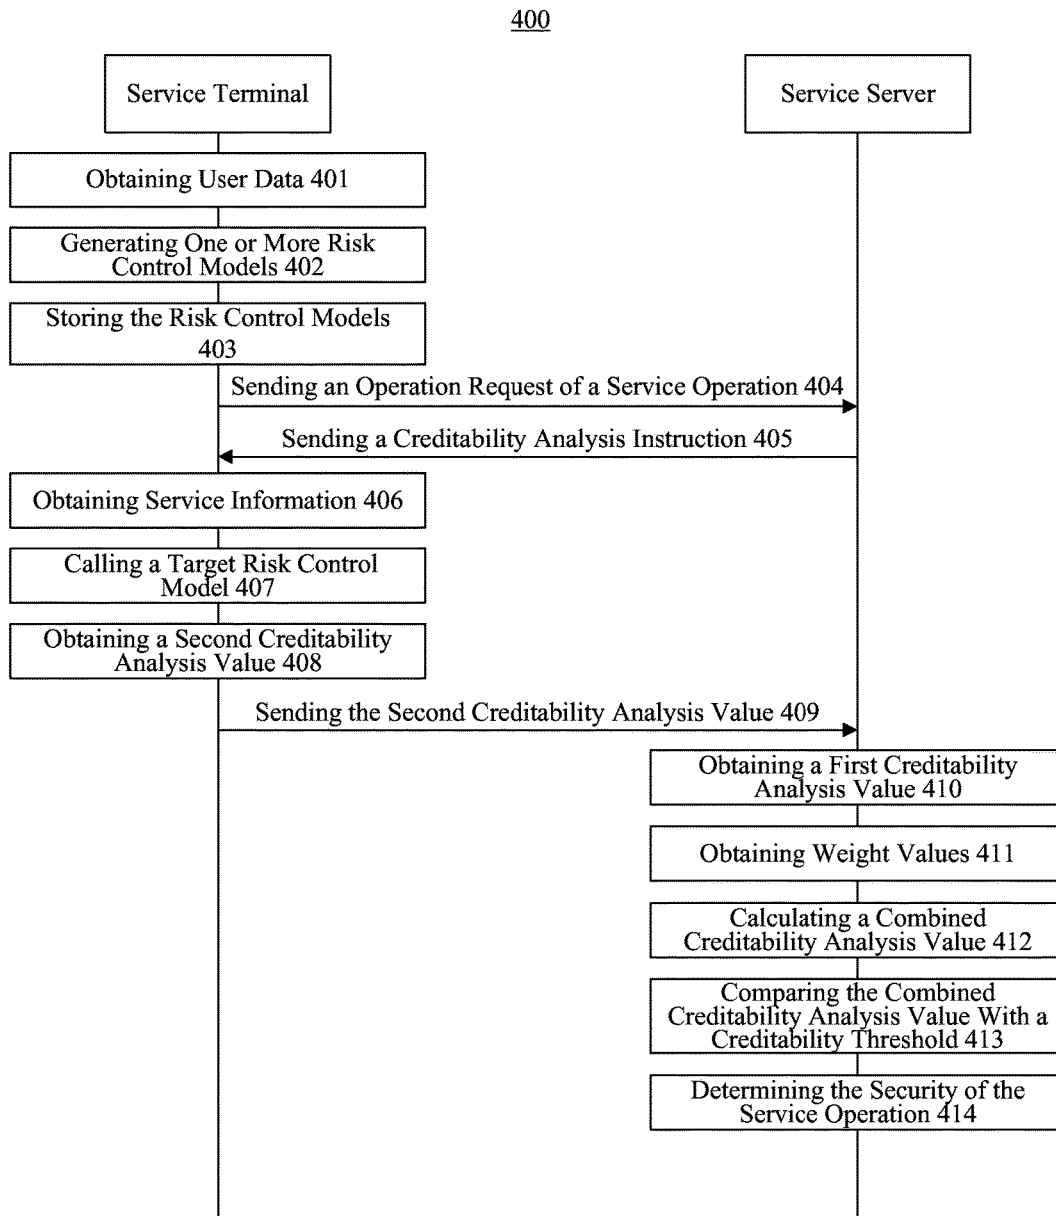 400
Service Terminal
Service Server
Obtaining User Data 401
Generating One or More Risk
Control Models 402
Storing the Risk Control Models
403
Sending an Operation Request of a Service Operation 404
Sending a Creditability Analysis Instruction 405
Obtaining Service Information 406
Calling a Target Risk Control
Model 407
Obtaining a Second Creditability
Analysis Value 408
Sending the Second Creditability Analysis Value 409
Obtaining a First Creditability
Analysis Value 410
Obtaining Weight Values 411
Calculating a Combined
Creditability Analysis Value 412
Comparing the Combined
Creditability Analysis Value With a
Creditability Threshold 413
Determining the Security of the
Service Operation 414